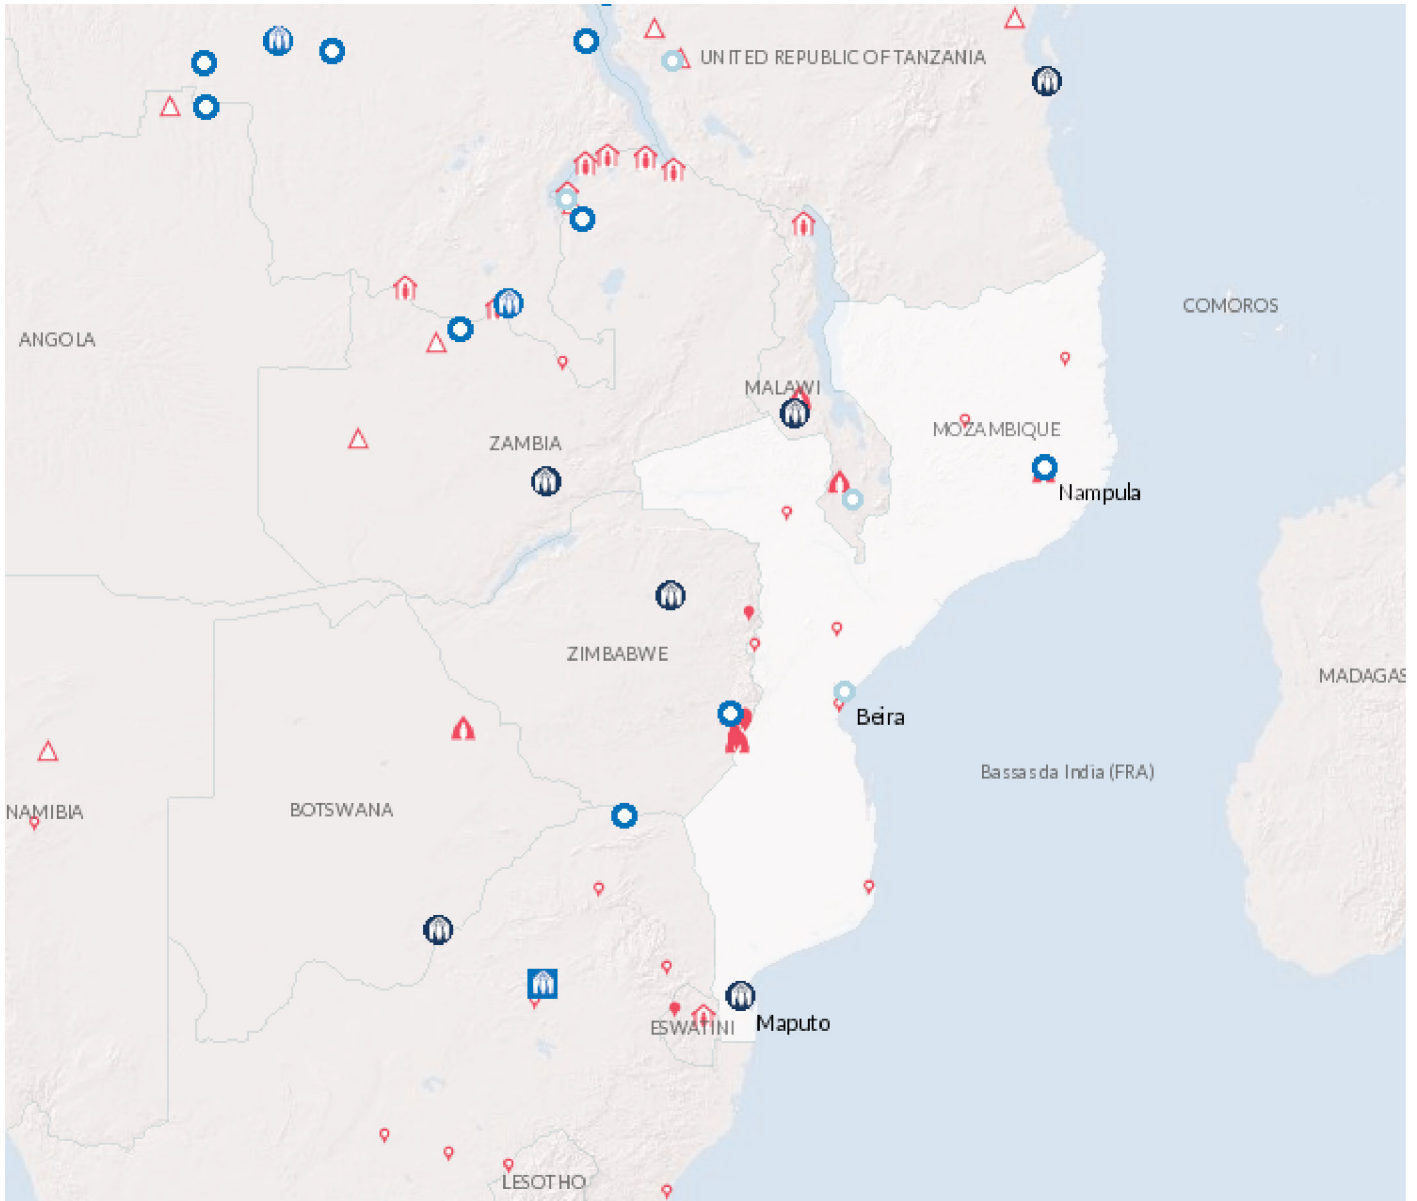 UNITED REPUBLIC OF TANZANIA
COMOROS
ANGOLA
MALAWI
MOZAMBIQUE
ZAMBIA
Nampula
ZIMBABWE
MADAGAS
Beira
Bassas da India (FRA)
NAMIBIA
BOTSWANA
ESWATINI
Maputo
LESOTHO